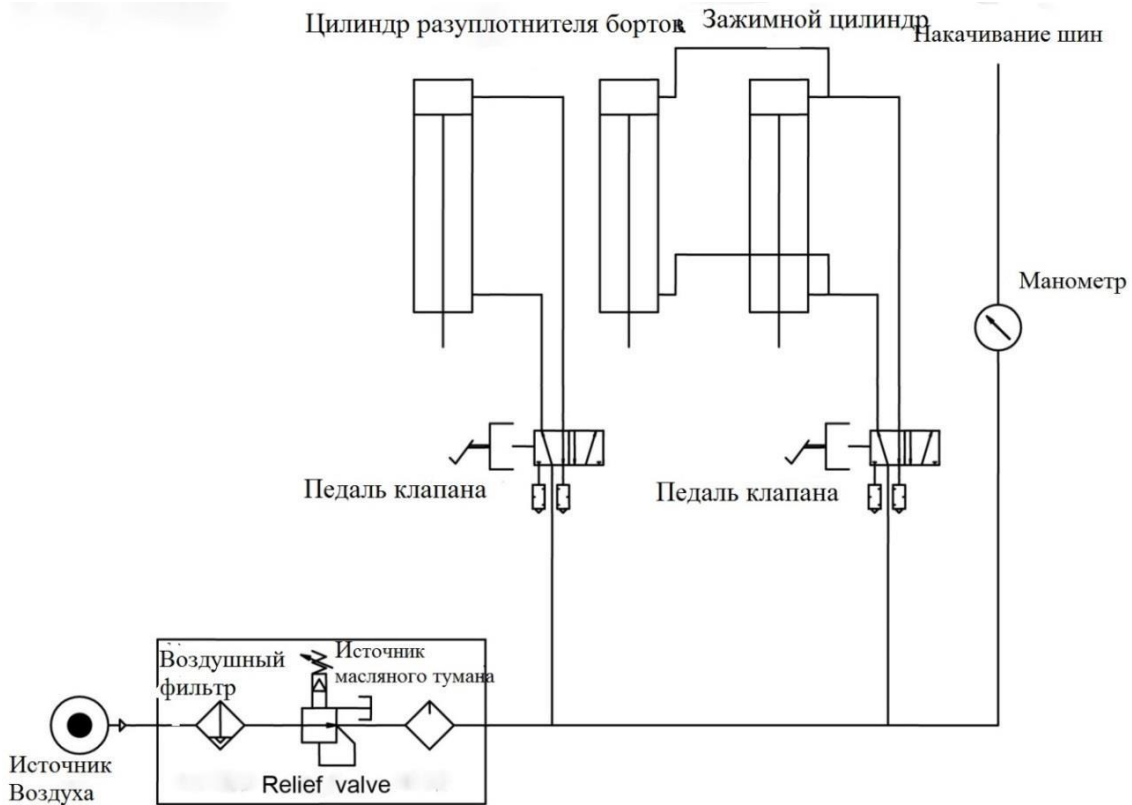 Цилиндр разуплотнителя бортов
Зажимной цилиндр
Накачивание шин
Манометр
Педаль клапана
Педаль клапана
Воздушный
фильтр
Источник
масляного тумана
Источник
Воздуха
Relief valve